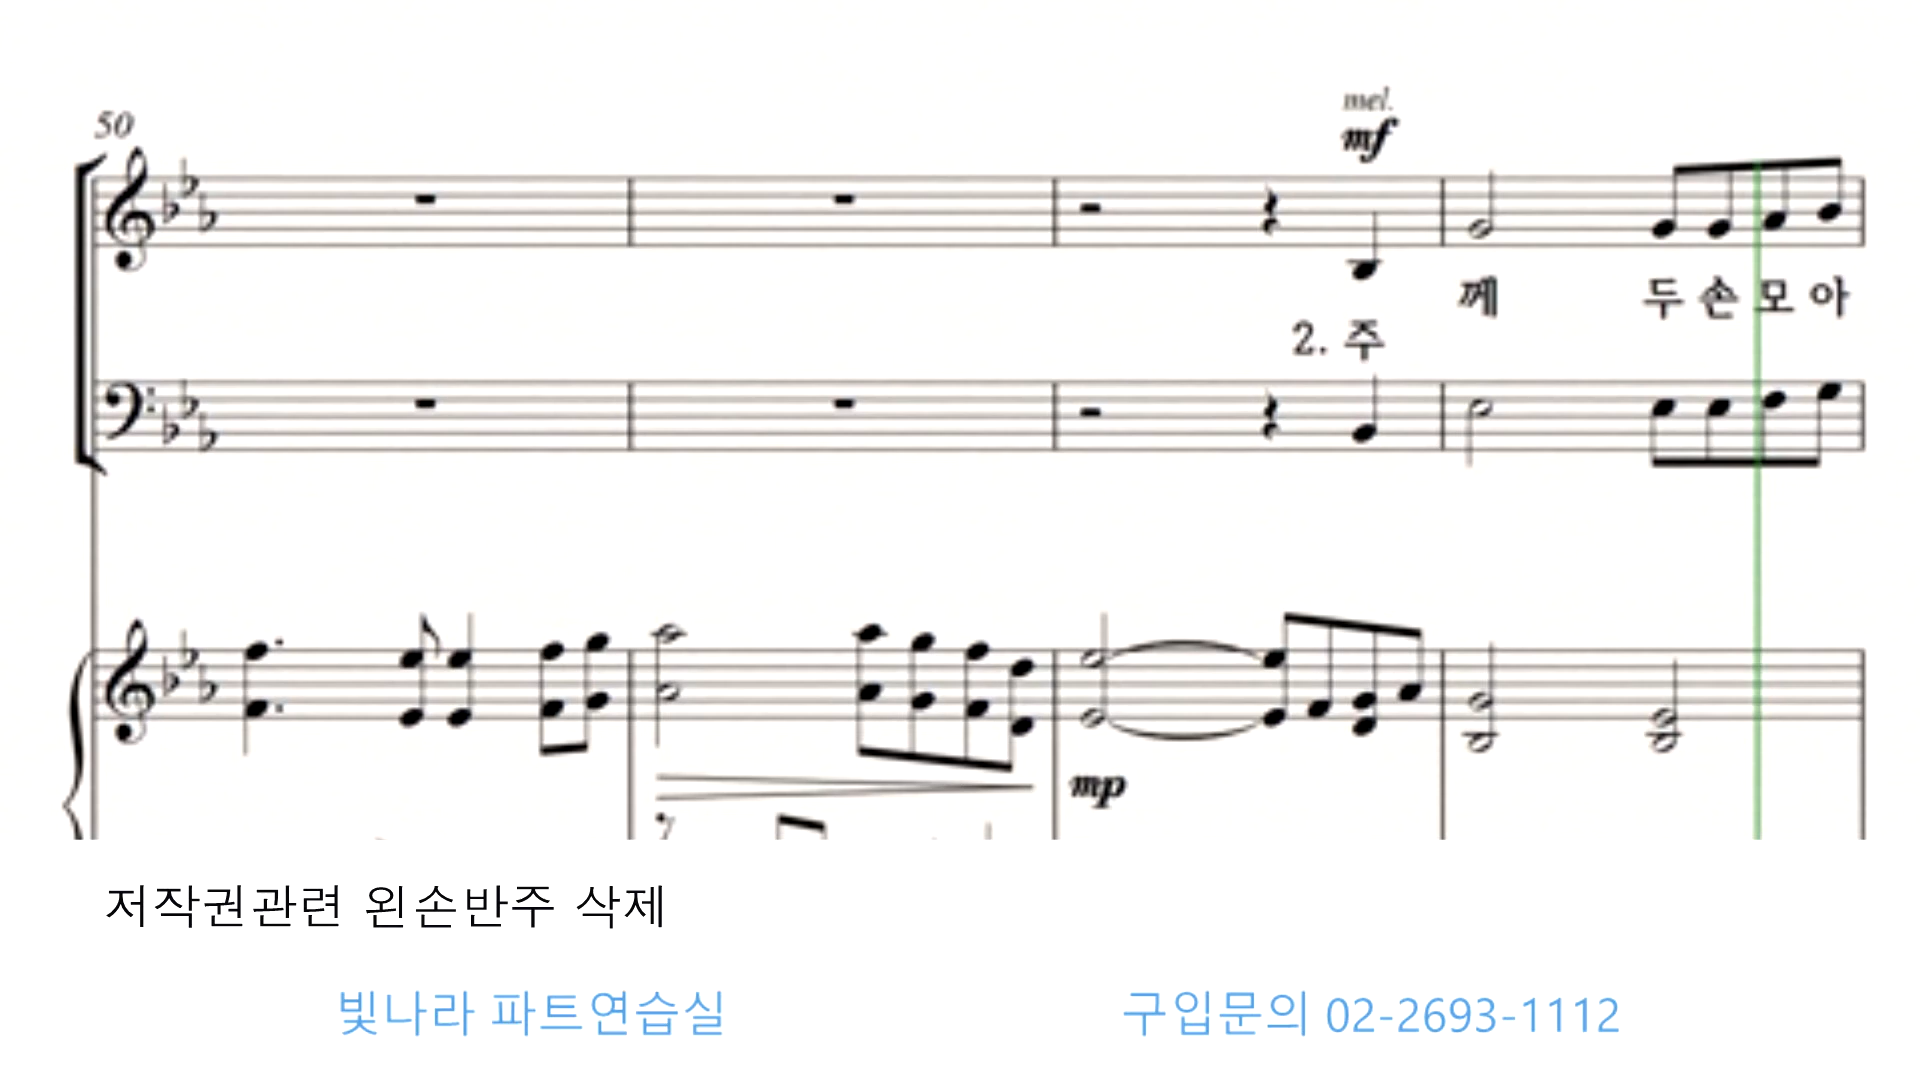 50
mel.
mf
께 두 손 모 아
2. 주
mp
저작권관련 왼손반주 삭제
빛나라 파트연습실
구입문의 02-2693-1112